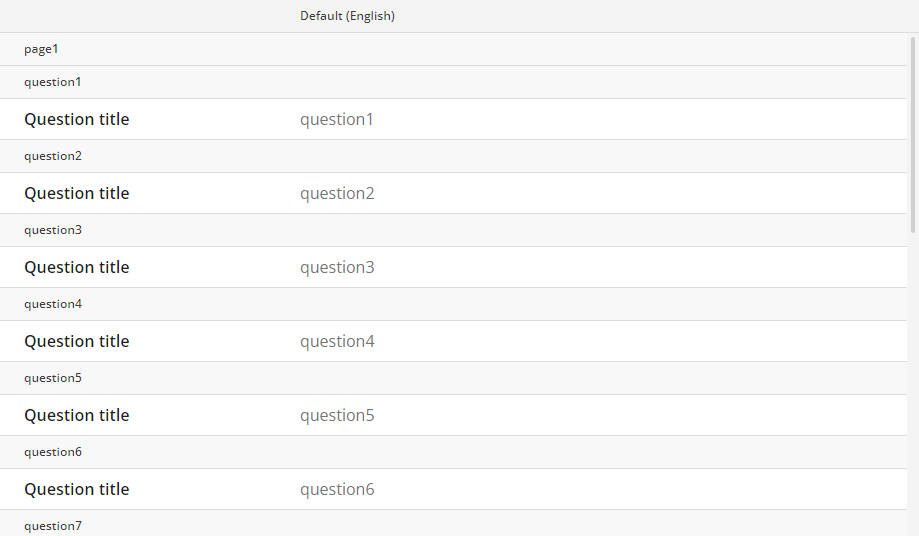 Default (English)
page1
question1
Question title question1
question2
Question title question2
question3
Question title question3
question4
Question title question4
question5
Question title question5
question6
Question title question6
question7